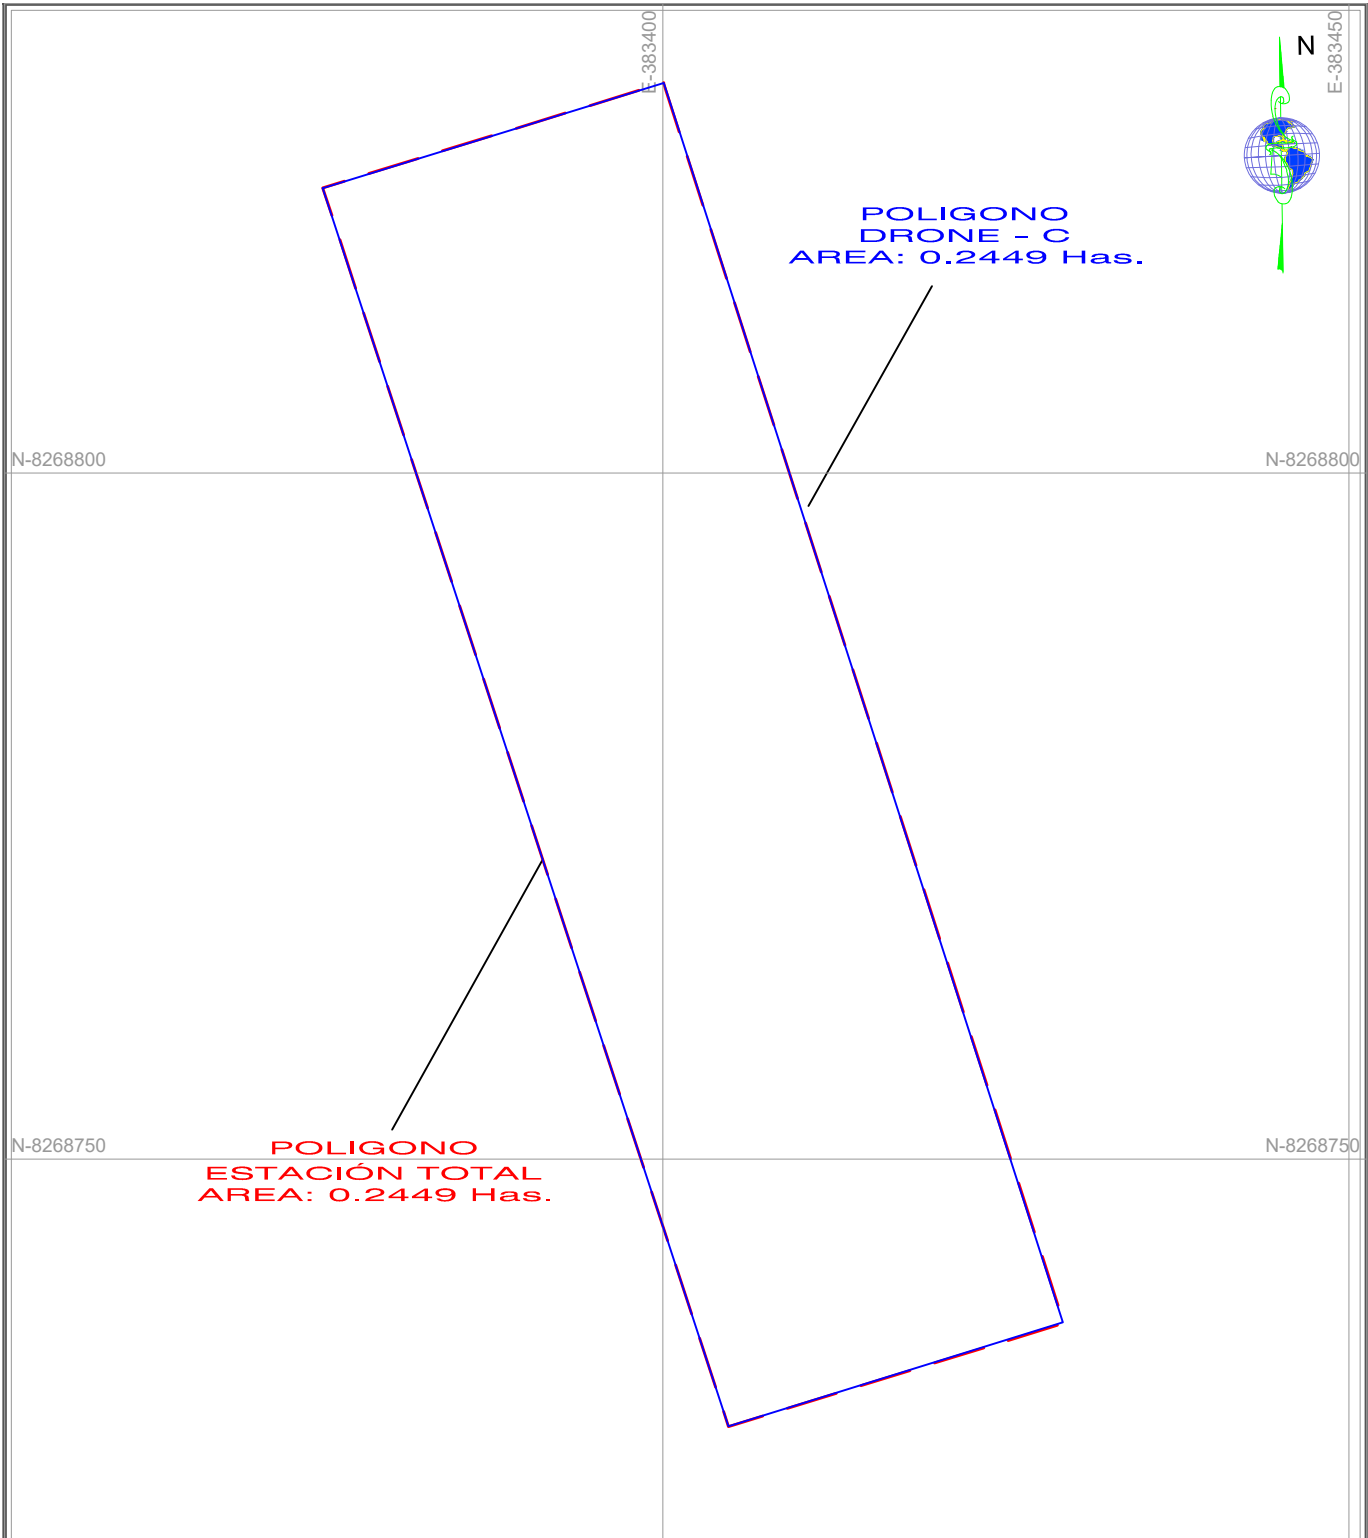 E-383400
E-383450
N
POLIGONO
DRONE - C
AREA: 0.2449 Has.
N-8268800
N-8268800
N-8268750
N-8268750
POLIGONO
ESTACIÓN TOTAL
AREA: 0.2449 Has.